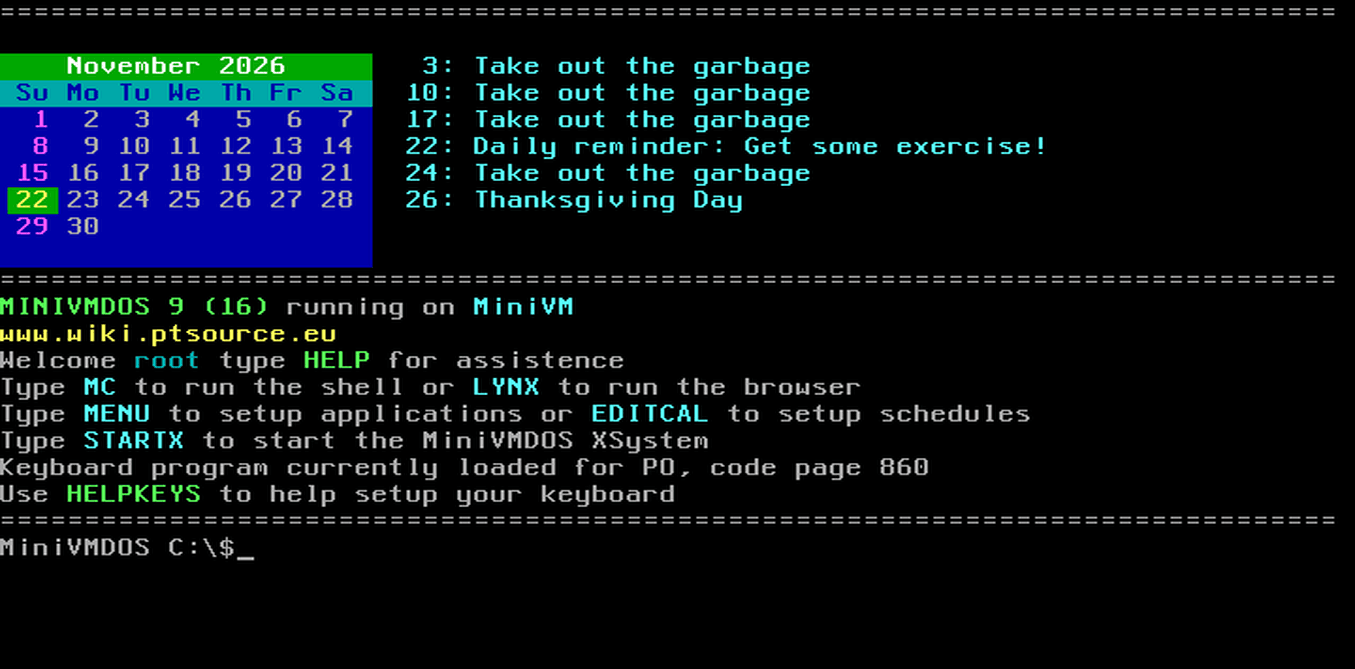 ================================================================================
November 2026 3: Take out the garbage
Su Mo Tu We Th Fr Sa 10: Take out the garbage
1 2 3 4 5 6 7 17: Take out the garbage
8 9 10 11 12 13 14 22: Daily reminder: Get some exercise!
15 16 17 18 19 20 21 24: Take out the garbage
22 23 24 25 26 27 28 26: Thanksgiving Day
29 30
================================================================================
MINIVMDOS 9 (16) running on MiniVM
www.wiki.ptsource.eu
Welcome root type HELP for assistence
Type MC to run the shell or LYNX to run the browser
Type MENU to setup applications or EDITCAL to setup schedules
Type STARTX to start the MiniVMDOS XSystem
Keyboard program currently loaded for PO, code page 860
Use HELPKEYS to help setup your keyboard
================================================================================
MiniVMDOS C:\$_